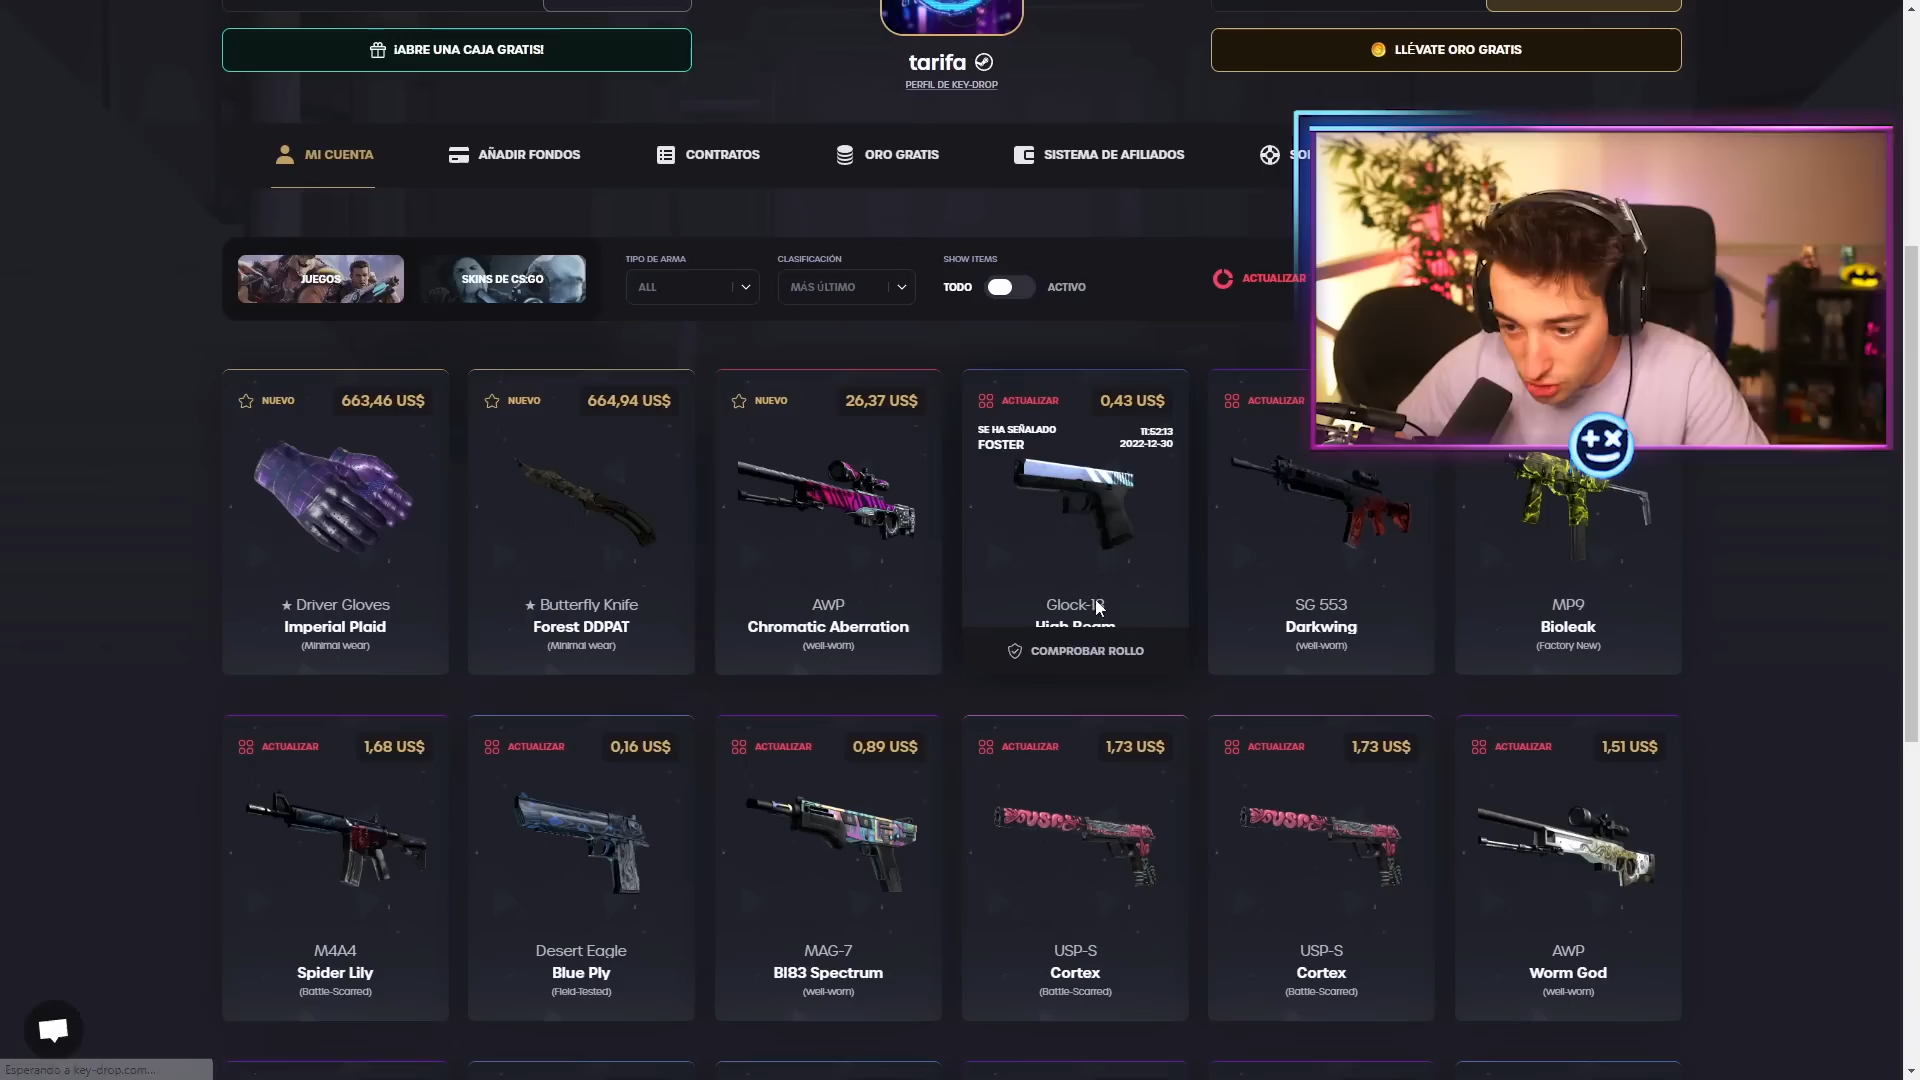 ¡ABRE UNA CAJA GRATIS!
tarifa
PERFIL DE KEY-DROP
LLÉVATE ORO GRATIS
MI CUENTA
AÑADIR FONDOS
CONTRATOS
ORO GRATIS
SISTEMA DE AFILIADOS
JUEGOS
SKINS DE CS:GO
TIPO DE ARMA
ALL
CLASIFICACIÓN
MÁS ÚLTIMO
SHOW ITEMS
TODO
ACTIVO
ACTUALIZAR
NUEVO
663,46 US$
★ Driver Gloves
Imperial Plaid
(Minimal wear)
NUEVO
664,94 US$
★ Butterfly Knife
Forest DDPAT
(Minimal wear)
NUEVO
26,37 US$
AWP
Chromatic Aberration
(well-worn)
ACTUALIZAR
0,43 US$
SE HA SEÑALADO
FOSTER
11:52:13
2022-12-30
Glock-18
High Beam
COMPROBAR ROLLO
ACTUALIZAR
SG 553
Darkwing
(well-worn)
MP9
Bioleak
(Factory New)
ACTUALIZAR
1,68 US$
M4A4
Spider Lily
(Battle-Scarred)
ACTUALIZAR
0,16 US$
Desert Eagle
Blue Ply
(Field-Tested)
ACTUALIZAR
0,89 US$
MAG-7
BI83 Spectrum
(well-worn)
ACTUALIZAR
1,73 US$
USP-S
Cortex
(Battle-Scarred)
ACTUALIZAR
1,73 US$
USP-S
Cortex
(Battle-Scarred)
ACTUALIZAR
1,51 US$
AWP
Worm God
(well-worn)
Esperando a key-drop.com...